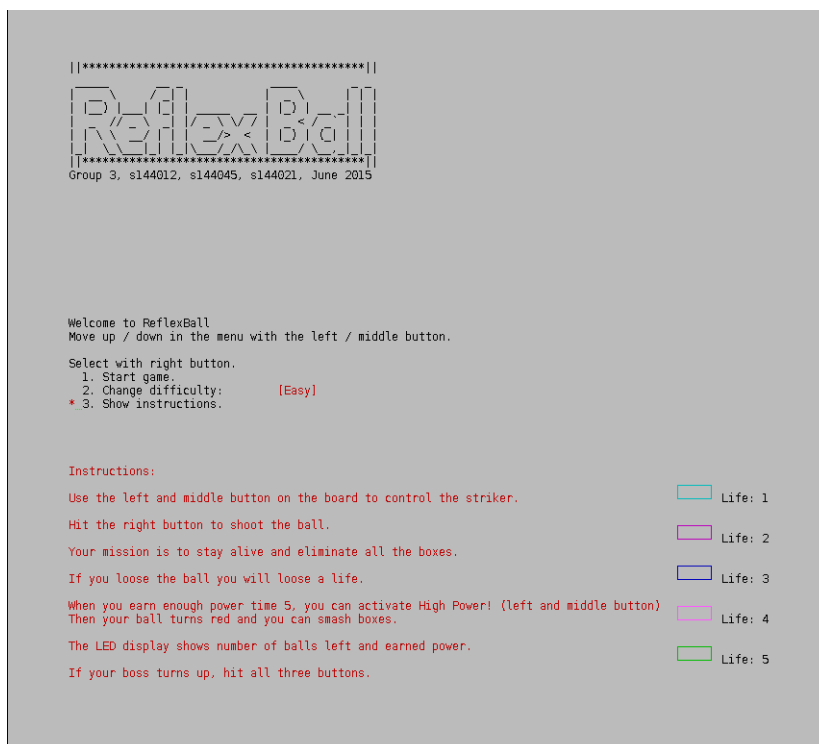 ||******************************************||
Reflex Ball
||******************************************||
Group 3, s144012, s144045, s144021, June 2015
Welcome to ReflexBall
Move up / down in the menu with the left / middle button.
Select with right button.
1. Start game.
2. Change difficulty: [Easy]
* 3. Show instructions.
Instructions:
Use the left and middle button on the board to control the striker.
Life: 1
Hit the right button to shoot the ball.
Life: 2
Your mission is to stay alive and eliminate all the boxes.
If you loose the ball you will loose a life.
Life: 3
When you earn enough power time 5, you can activate High Power! (left and middle button)
Then your ball turns red and you can smash boxes.
Life: 4
The LED display shows number of balls left and earned power.
Life: 5
If your boss turns up, hit all three buttons.